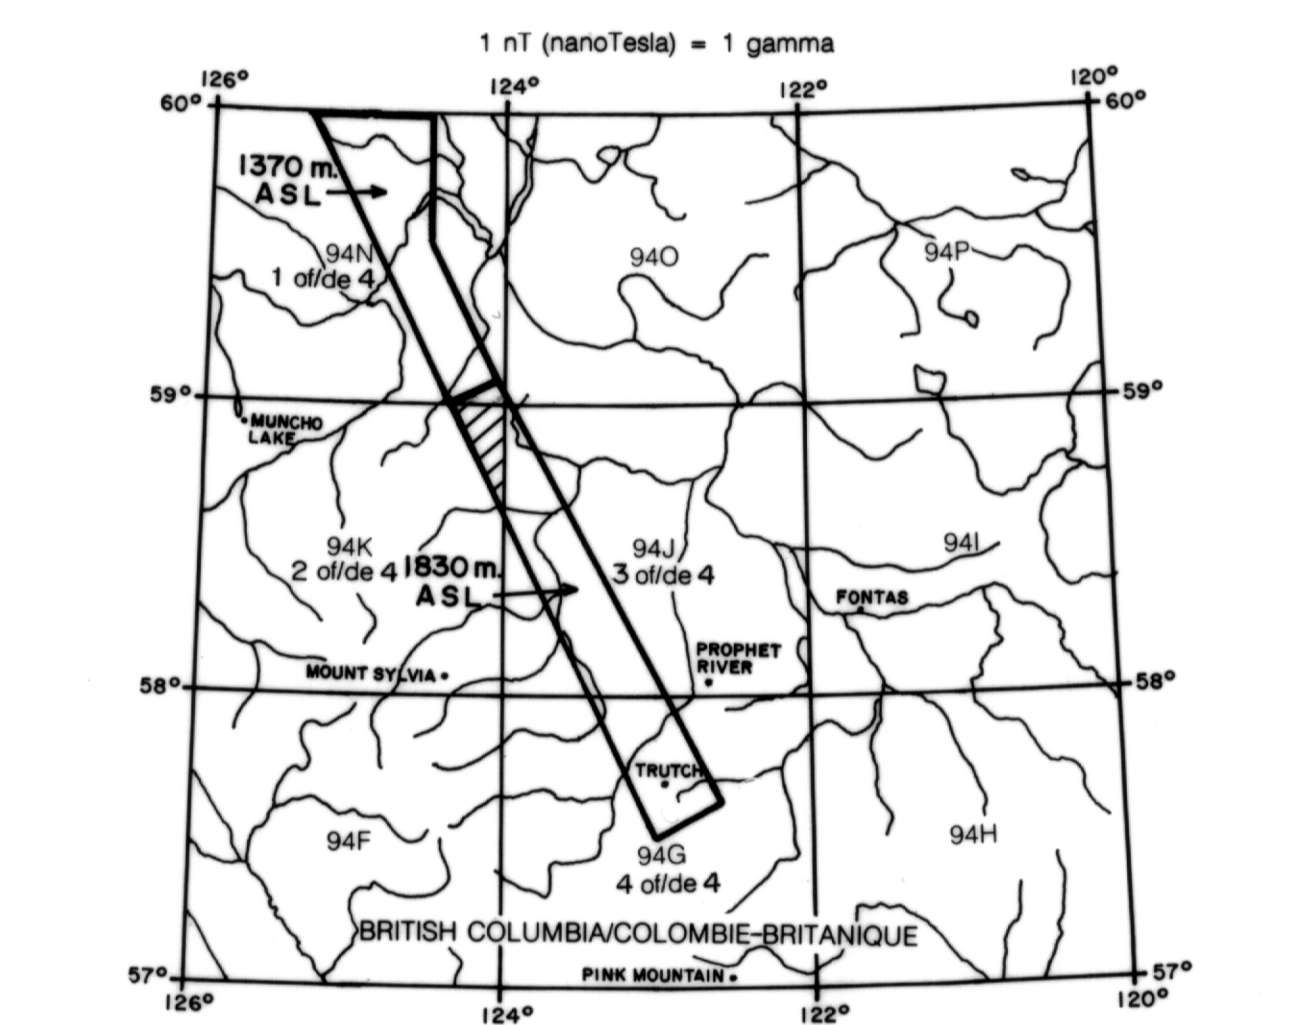 1 nT (nanoTesla) = 1 gamma
126°
124°
122°
120°
60°
60°
1370 m.
ASL
94N
1 of/de 4
94O
94P
59°
59°
MUNCHO
LAKE
94K
2 of/de 4
1830 m.
ASL
94J
3 of/de 4
94I
FONTAS
PROPHET
RIVER
MOUNT SYLVIA
58°
58°
TRUTCH
94F
94G
4 of/de 4
94H
BRITISH COLUMBIA/COLOMBIE-BRITANIQUE
PINK MOUNTAIN
57°
57°
126°
124°
122°
120°